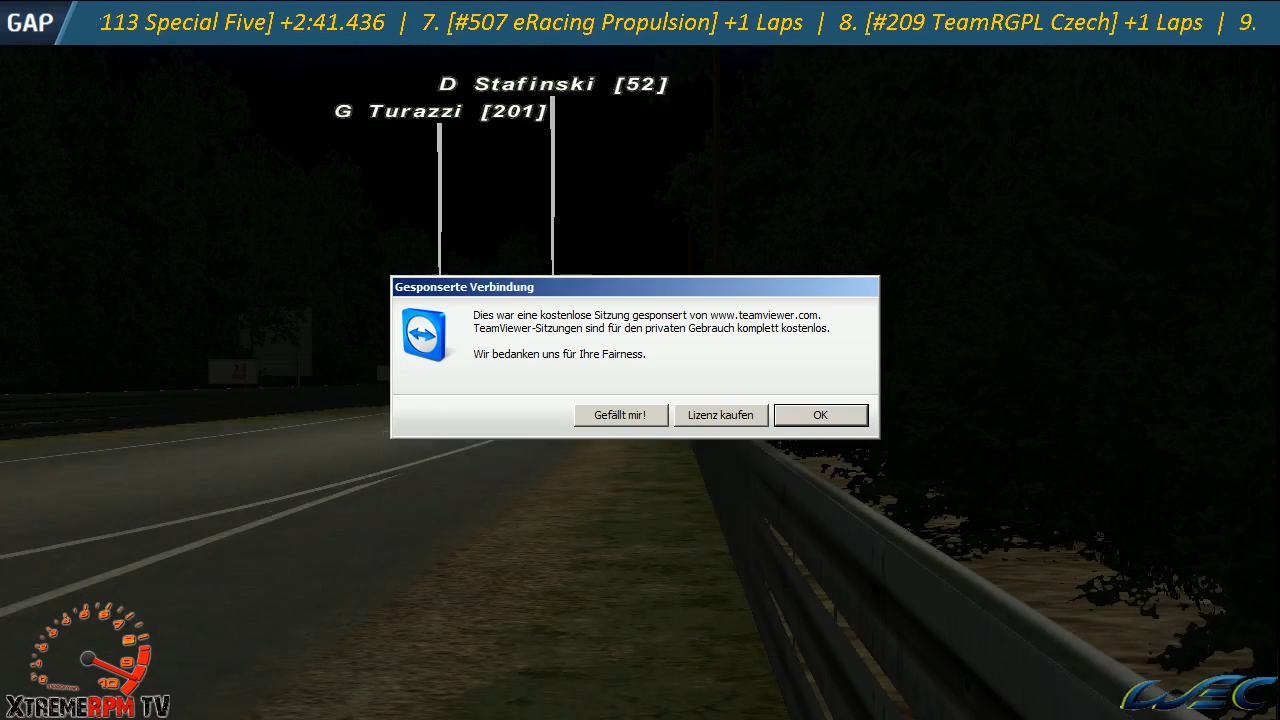 GAP
113 Special Five] +2:41.436 | 7. [#507 eRacing Propulsion] +1 Laps | 8. [#209 TeamRGPL Czech] +1 Laps | 9.
D Stafinski [52]
G Turazzi [201]
Gesponserte Verbindung
Dies war eine kostenlose Sitzung gesponsert von www.teamviewer.com.
TeamViewer-Sitzungen sind für den privaten Gebrauch komplett kostenlos.
Wir bedanken uns für Ihre Fairness.
Gefällt mir! Lizenz kaufen OK
XTREMERPM TV
WEC